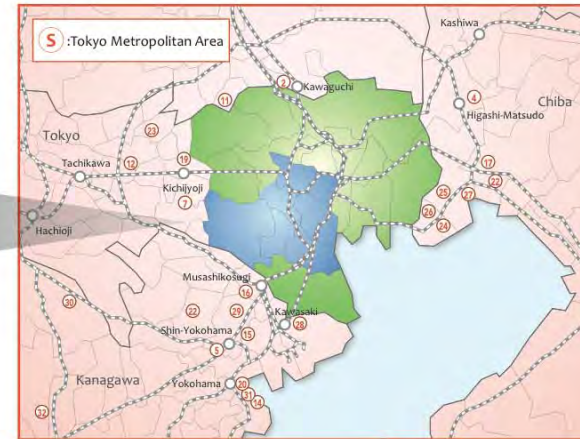 S :Tokyo Metropolitan Area
Kashiwa
2
Kawaguchi
11
4
Chiba
Higashi-Matsudo
Tokyo
23
Tachikawa
12
19
17
Kichijyoji
22
7
25
27
26
24
Hachioji
Musashikosugi
16
30
22
29
Kawasaki
28
Shin-Yokohama
15
5
Kanagawa
Yokohama
20
31
14
32